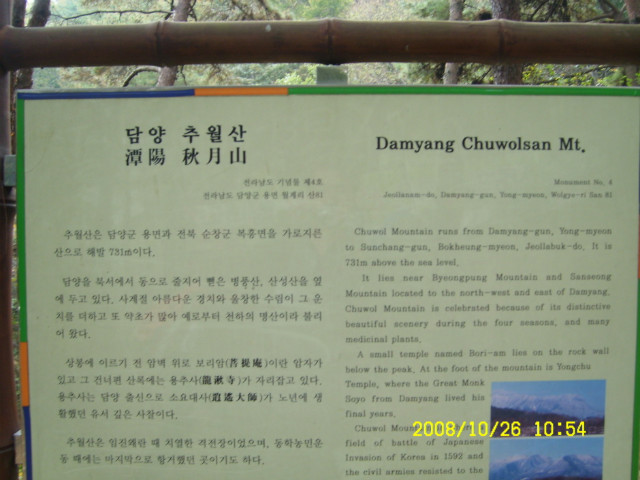 담양 추월산
潭陽 秋月山
전라남도 기념물 제4호
전라남도 담양군 용면 월계리 산81
추월산은 담양군 용면과 전북 순창군 복흥면을 가로지른
산으로 해발 731m이다.
담양읍 북서에서 동으로 줄지어 뻗은 병풍산, 산성산을 옆
에 두고 있다. 사계절 아름다운 경치와 울창한 수림이 그 운
치를 더하고 또 약초가 많아 예로부터 천하의 명산이라 불리
어 왔다.
상봉에 이르기 전 암벽 위로 보리암(菩提庵)이란 암자가
있고 그 건너편 산록에는 용추사(龍湫寺)가 자리잡고 있다.
용추사는 담양 출신으로 소요대사(逍遙大師)가 노년에 생
활했던 유서 깊은 사찰이다.
추월산은 임진왜란 때 치열한 격전장이었으며, 동학농민운
동 때에는 마지막으로 항거했던 곳이기도 하다.
Damyang Chuwolsan Mt.
Monument No. 4
Jeollanam-do, Damyang-gun, Yong-myeon, Wolgye-ri San 81
Chuwol Mountain runs from Damyang-gun, Yong-myeon
to Sunchang-gun, Bokheung-myeon, Jeollabuk-do. It is
731m above the sea level.
It lies near Byeongpung Mountain and Sanseong
Mountain located to the north-west and east of Damyang.
Chuwol Mountain is celebrated because of its distinctive
beautiful scenery during the four seasons, and many
medicinal plants.
A small temple named Bori-am lies on the rock wall
below the peak. At the foot of the mountain is Yongchu
Temple, where the Great Monk
Soyo from Damyang lived his
final years.
Chuwol Moun
field of battle of Japanese
Invasion of Korea in 1592 and
the civil armies resisted to the
2008/10/26 10:54